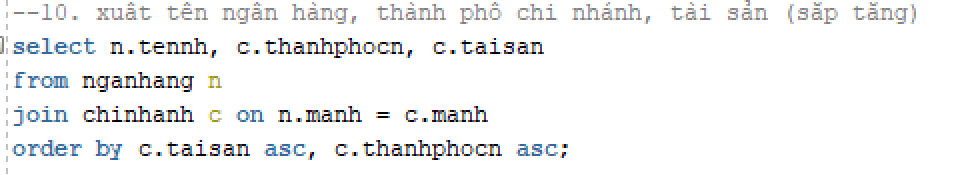 --10. xuất tên ngân hàng, thành phố chi nhánh, tài sản (sắp tăng)
select n.tennh, c.thanhphocn, c.taisan
from nganhang n
join chinhanh c on n.manh = c.manh
order by c.taisan asc, c.thanhphocn asc;